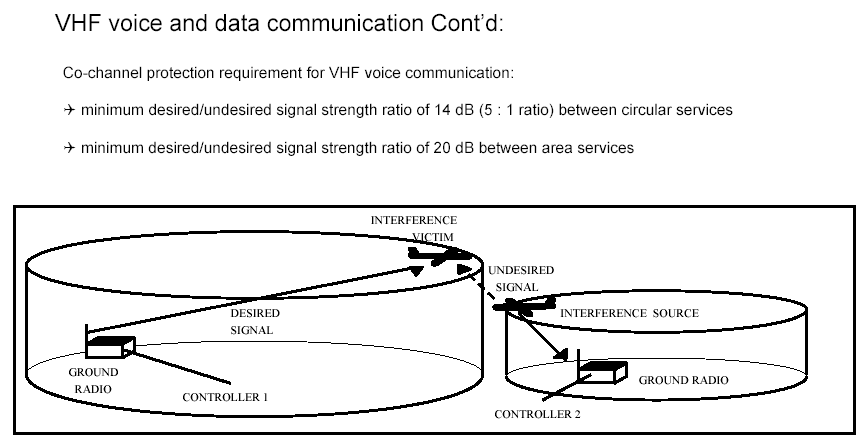 VHF voice and data communication Cont’d:
Co-channel protection requirement for VHF voice communication:
✈ minimum desired/undesired signal strength ratio of 14 dB (5 : 1 ratio) between circular services
✈ minimum desired/undesired signal strength ratio of 20 dB between area services
INTERFERENCE
VICTIM
UNDESIRED
SIGNAL
DESIRED
SIGNAL
INTERFERENCE SOURCE
GROUND
RADIO
CONTROLLER 1
GROUND RADIO
CONTROLLER 2